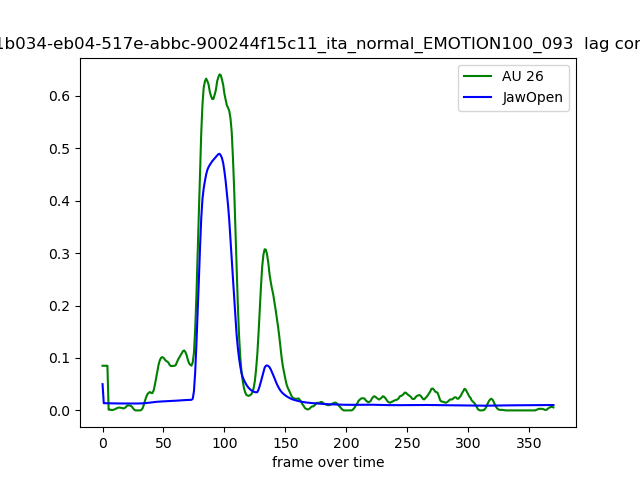 1b034-eb04-517e-abbc-900244f15c11_ita_normal_EMOTION100_093 lag cor
AU 26
JawOpen
0.6
0.5
0.4
0.3
0.2
0.1
0.0
0 50 100 150 200 250 300 350
frame over time